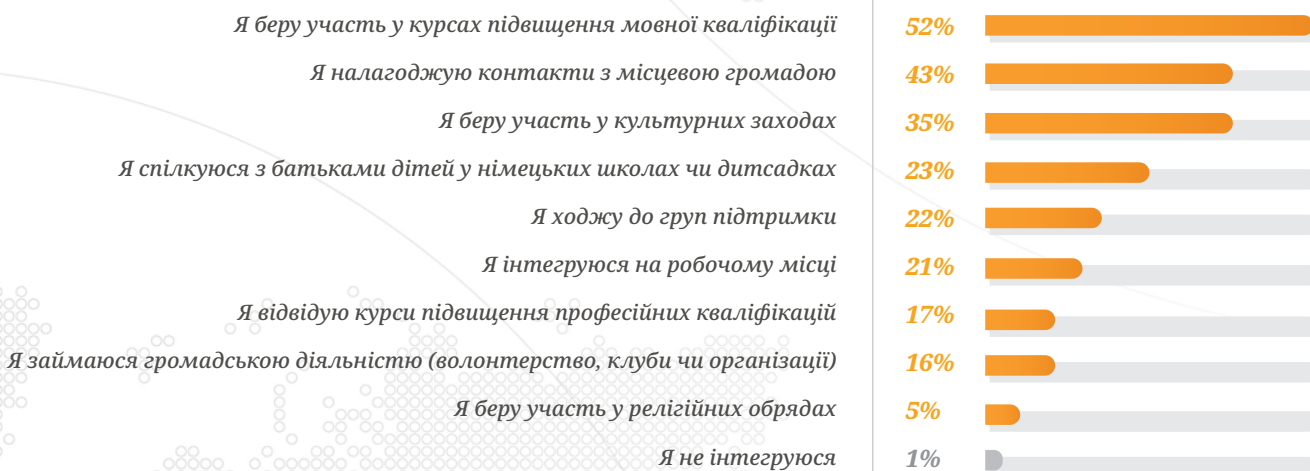 Я беру участь у курсах підвищення мовної кваліфікації 52%
Я налагоджую контакти з місцевою громадою 43%
Я беру участь у культурних заходах 35%
Я спілкуюся з батьками дітей у німецьких школах чи дитсадках 23%
Я ходжу до груп підтримки 22%
Я інтегруюся на робочому місці 21%
Я відвідую курси підвищення професійних кваліфікацій 17%
Я займаюся громадською діяльністю (волонтерство, клуби чи організації) 16%
Я беру участь у релігійних обрядах 5%
Я не інтегруюся 1%